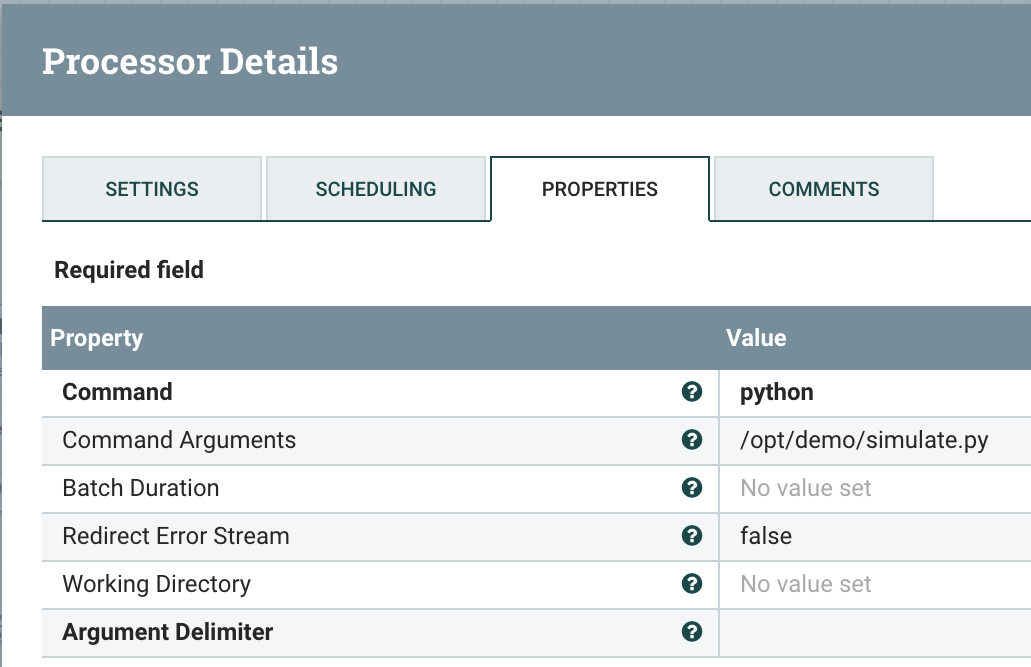 Processor Details
SETTINGS SCHEDULING PROPERTIES COMMENTS
Required field
Property Value
Command ? python
Command Arguments ? /opt/demo/simulate.py
Batch Duration ? No value set
Redirect Error Stream ? false
Working Directory ? No value set
Argument Delimiter ?